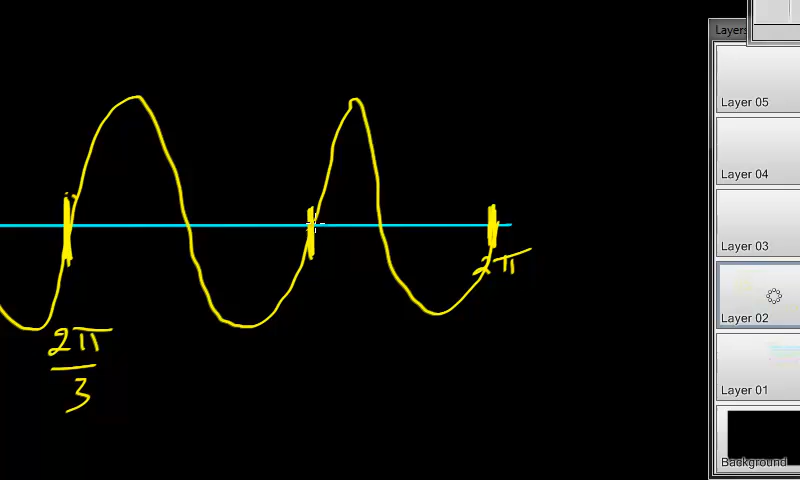 Layers
Layer 05
Layer 04
Layer 03
2π
Layer 02
2π
3
Layer 01
Background